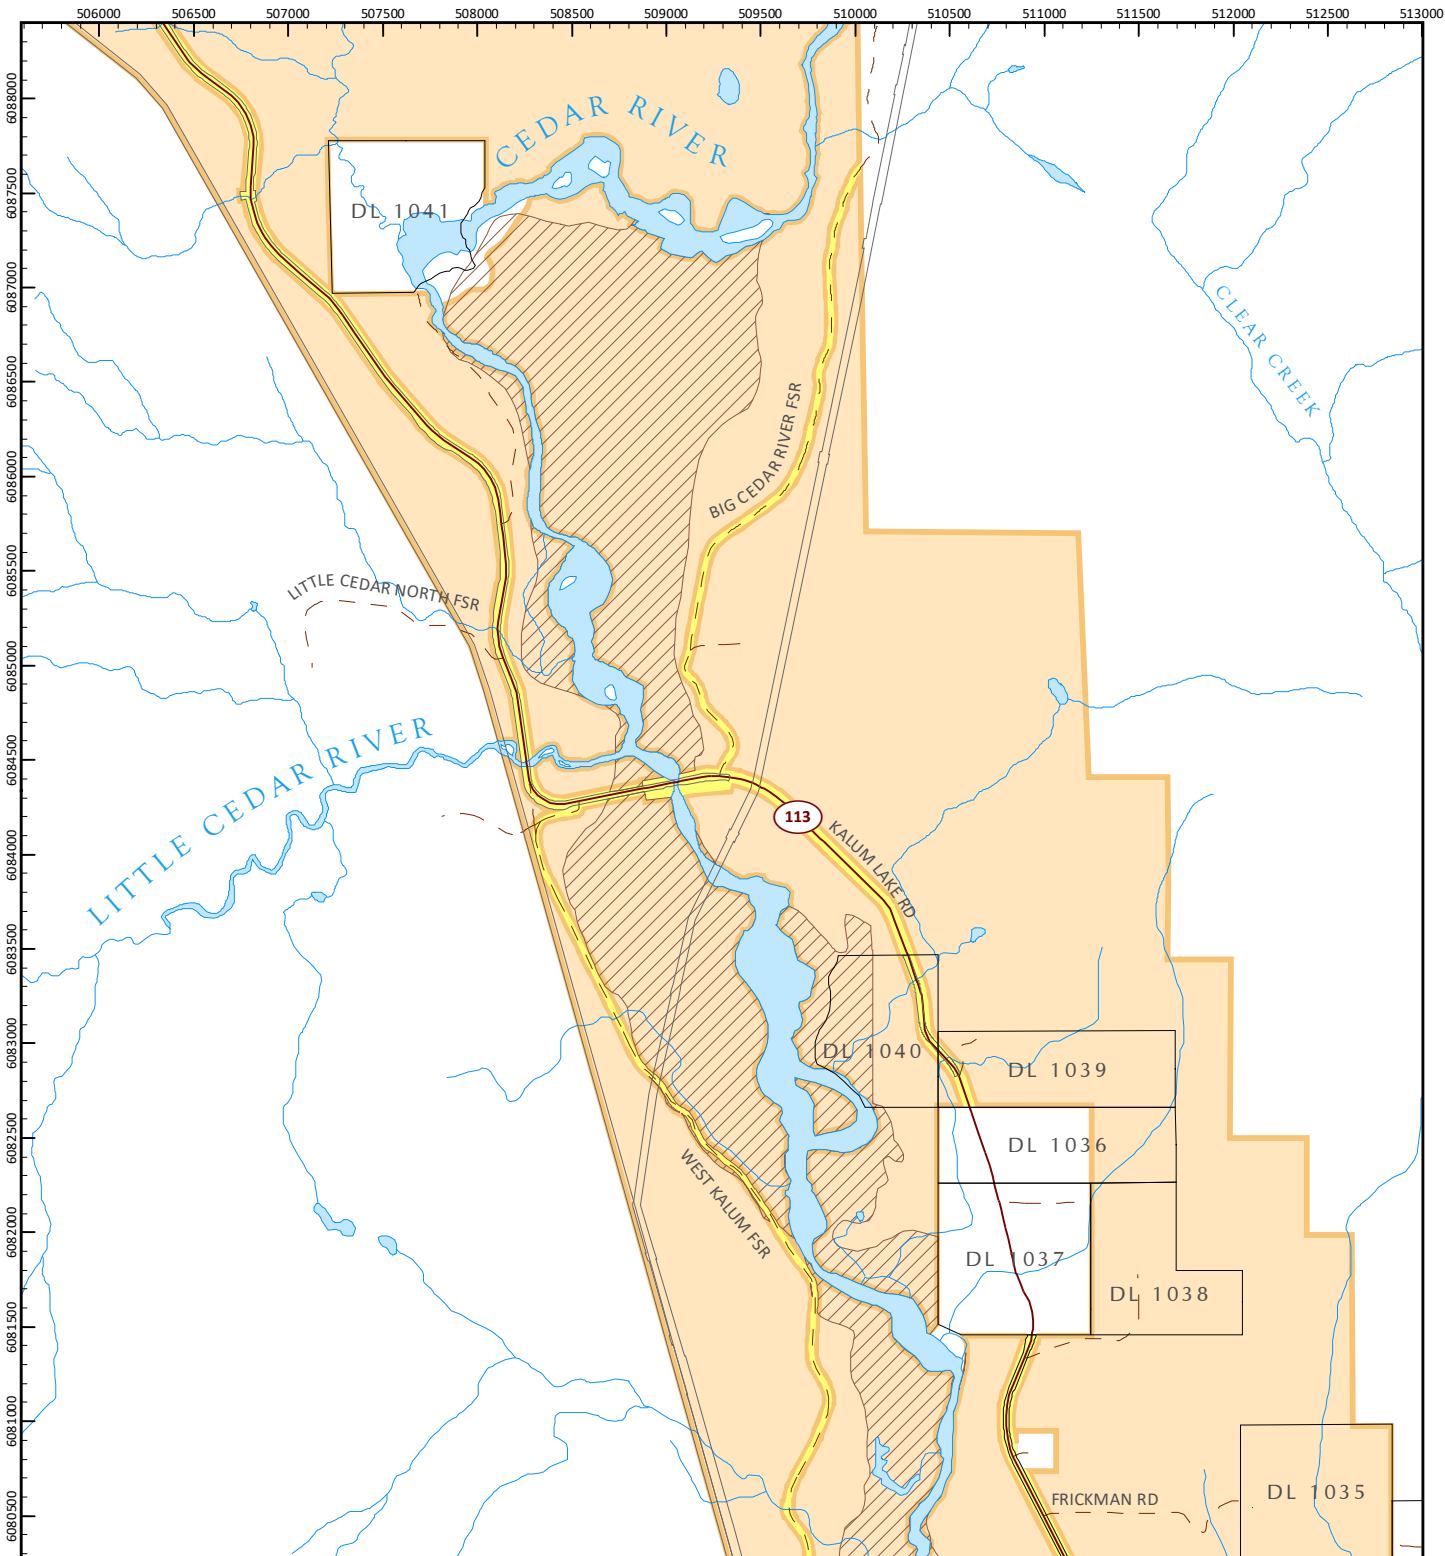 506000 506500 507000 507500 508000 508500 509000 509500 510000 510500 511000 511500 512000 512500 513000
6088000
6087500
6087000
6086500
6086000
6085500
6085000
6084500
6084000
6083500
6083000
6082500
6082000
6081500
6081000
6080500
CEDAR RIVER
DL 1041
CLEAR CREEK
BIG CEDAR RIVER FSR
LITTLE CEDAR NORTH FSR
LITTLE CEDAR RIVER
113
KALUM LAKE RD
DL 1040
DL 1039
DL 1036
WEST KALUM FSR
DL 1037
DL 1038
FRICKMAN RD
DL 1035